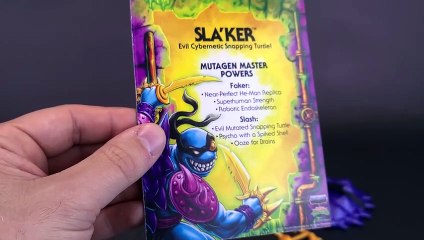 SLA'KER™
Evil Cybernetic Snapping Turtle!
MUTAGEN MASTER
POWERS
Faker:
• Near-Perfect He-Man Replica
• Superhuman Strength
• Robotic Endoskeleton
Slash:
• Evil Mutated Snapping Turtle
• Psycho with a Spiked Shell
• Ooze for Brains